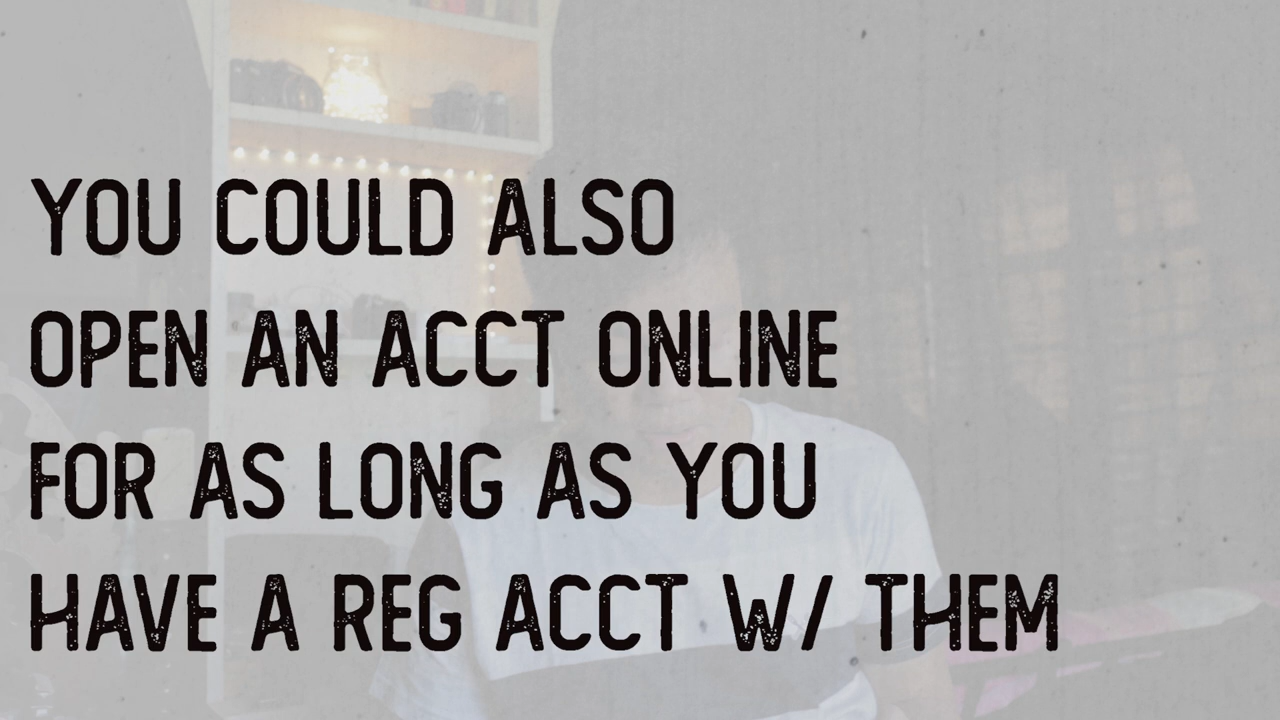 YOU COULD ALSO
OPEN AN ACCT ONLINE
FOR AS LONG AS YOU
HAVE A REG ACCT W/ THEM